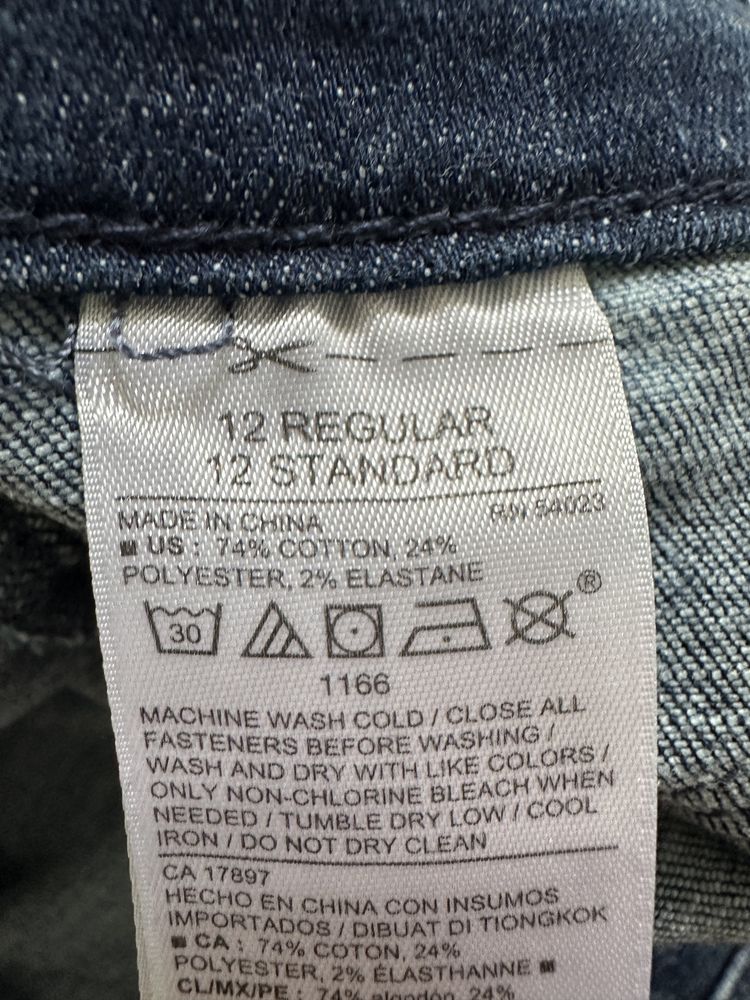 12 REGULAR
12 STANDARD
MADE IN CHINA RN 54023
US : 74% COTTON, 24%
POLYESTER, 2% ELASTANE
30 ®
1166
MACHINE WASH COLD / CLOSE ALL
FASTENERS BEFORE WASHING /
WASH AND DRY WITH LIKE COLORS /
ONLY NON-CHLORINE BLEACH WHEN
NEEDED / TUMBLE DRY LOW / COOL
IRON / DO NOT DRY CLEAN
CA 17897
HECHO EN CHINA CON INSUMOS
IMPORTADOS / DIBUAT DI TIONGKOK
CA : 74% COTON, 24%
POLYESTER, 2% ÉLASTHANNE
CL/MX/PE : 74% algodón, 24%